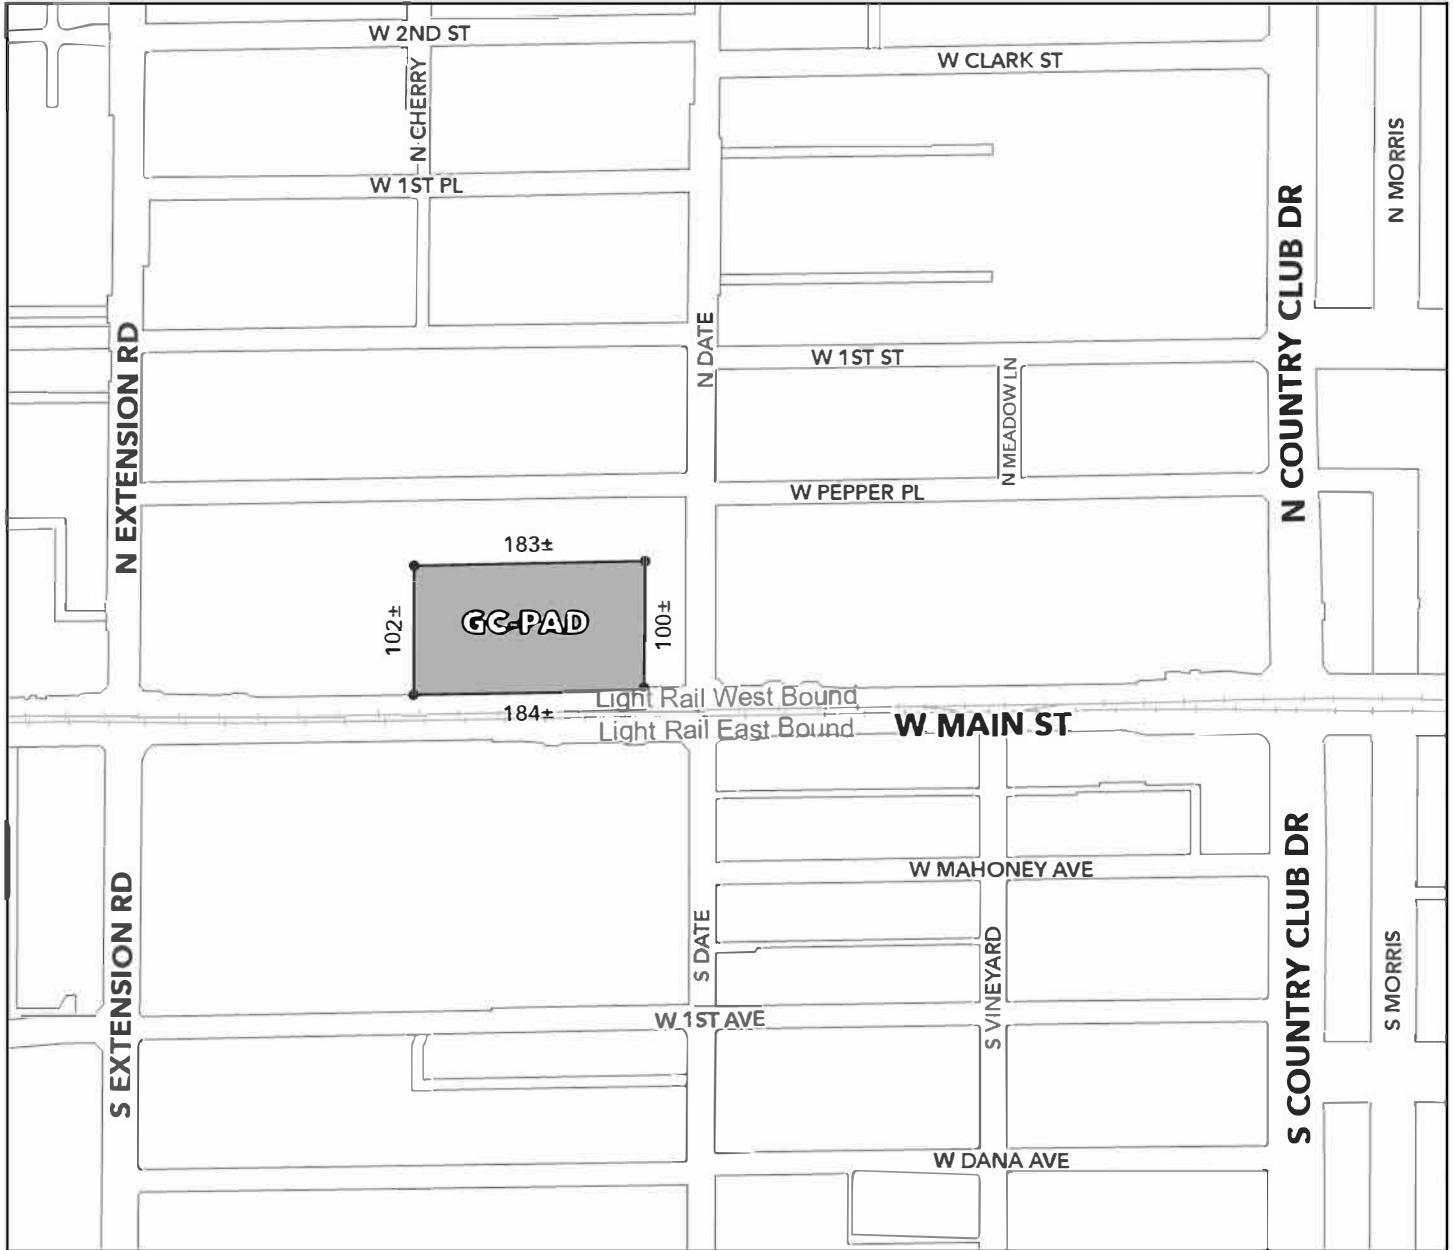 W 2ND ST
W CLARK ST
N CHERRY
N MORRIS
W 1ST PL
N COUNTRY CLUB DR
N EXTENSION RD
N DATE
W 1ST ST
N MEADOW LN
W PEPPER PL
183±
102±
GC-PAD
100±
184±
Light Rail West Bound
Light Rail East Bound
W MAIN ST
W MAHONEY AVE
S EXTENSION RD
S DATE
S VINEYARD
S COUNTRY CLUB DR
S MORRIS
W 1ST AVE
W DANA AVE